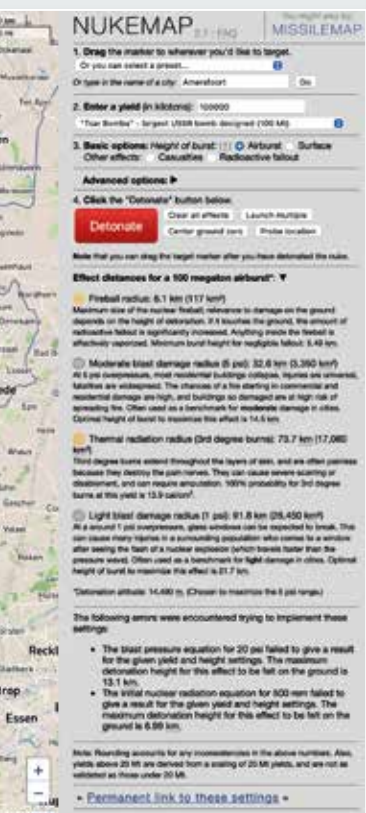 NUKEMAP 2.7 : FAQ
You might also try:
MISSILEMAP
1. Drag the marker to wherever you'd like to target.
Or you can select a preset...
Or type in the name of a city: Amersfoort Go
2. Enter a yield (in kilotons): 100000
"Tsar Bomba" - largest USSR bomb designed (100 Mt)
3. Basic options: Height of burst: [?] Airburst Surface
Other effects: Casualties Radioactive fallout
Advanced options: ▶
4. Click the "Detonate" button below.
Detonate
Clear all effects Launch multiple
Center ground zero Probe location
Note that you can drag the target marker after you have detonated the nuke.
Effect distances for a 100 megaton airburst*: ▼
Fireball radius: 6.1 km (117 km²)
Maximum size of the nuclear fireball; relevance to damage on the ground
depends on the height of detonation. If it touches the ground, the amount of
radioactive fallout is significantly increased. Anything inside the fireball is
effectively vaporized. Minimum burst height for negligible fallout: 5.49 km.
Moderate blast damage radius (5 psi): 32.6 km (3,350 km²)
At 5 psi overpressure, most residential buildings collapse, injuries are universal,
fatalities are widespread. The chances of a fire starting in commercial and
residential damage are high, and buildings so damaged are at high risk of
spreading fire. Often used as a benchmark for moderate damage in cities.
Optimal height of burst to maximize this effect is 14.5 km.
Thermal radiation radius (3rd degree burns): 73.7 km (17,080
km²)
Third degree burns extend throughout the layers of skin, and are often painless
because they destroy the pain nerves. They can cause severe scarring or
disablement, and can require amputation. 100% probability for 3rd degree
burns at this yield is 13.9 cal/cm².
Light blast damage radius (1 psi): 91.8 km (26,450 km²)
At a around 1 psi overpressure, glass windows can be expected to break. This
can cause many injuries in a surrounding population who comes to a window
after seeing the flash of a nuclear explosion (which travels faster than the
pressure wave). Often used as a benchmark for light damage in cities. Optimal
height of burst to maximize this effect is 21.7 km.
*Detonation altitude: 14,480 m. (Chosen to maximize the 5 psi range.)
The following errors were encountered trying to implement these
settings:
• The blast pressure equation for 20 psi failed to give a result
for the given yield and height settings. The maximum
detonation height for this effect to be felt on the ground is
13.1 km.
• The initial nuclear radiation equation for 500 rem failed to
give a result for the given yield and height settings. The
maximum detonation height for this effect to be felt on the
ground is 6.99 km.
Note: Rounding accounts for any inconsistencies in the above numbers. Also,
yields above 20 Mt are derived from a scaling of 20 Mt yields, and are not as
validated as those under 20 Mt.
» Permanent link to these settings «
Ahaus
Gescher
Reken
Reckl
Gladbeck
trop
Essen
+
−